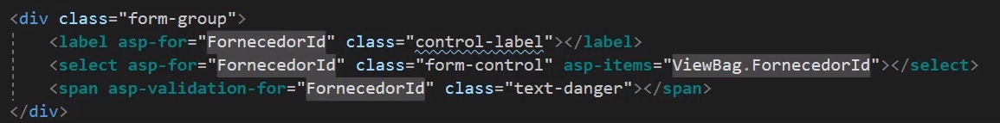 <div class="form-group">
<label asp-for="FornecedorId" class="control-label"></label>
<select asp-for="FornecedorId" class="form-control" asp-items="ViewBag.FornecedorId"></select>
<span asp-validation-for="FornecedorId" class="text-danger"></span>
</div>